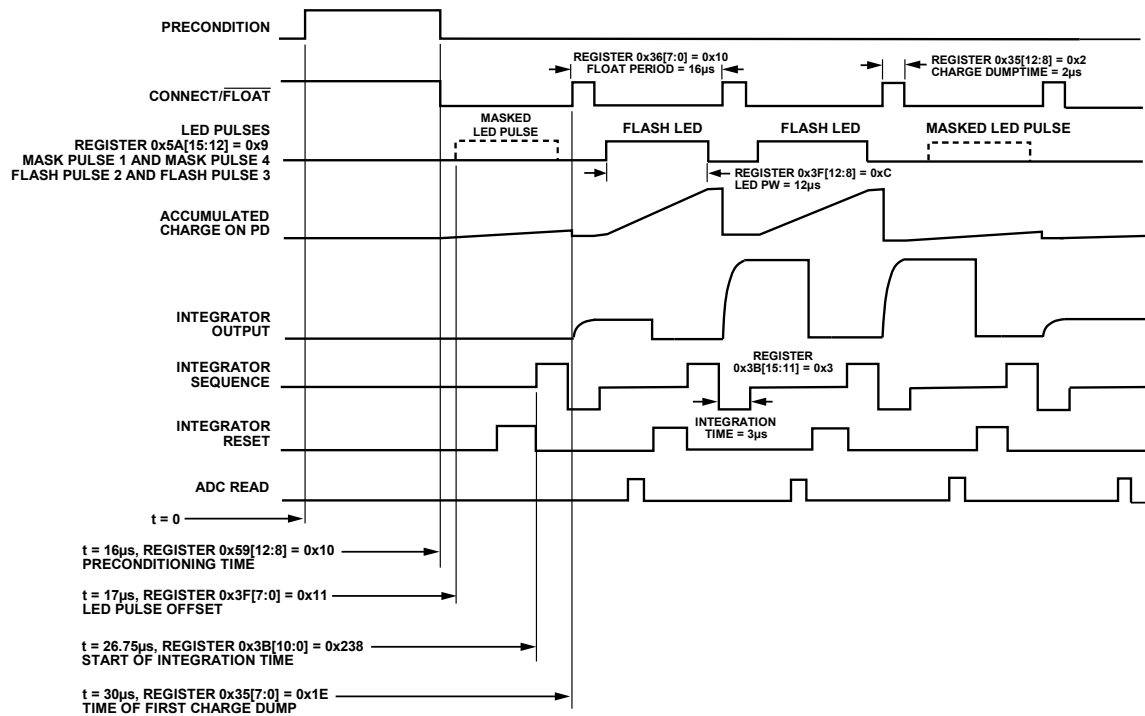 PRECONDITION
REGISTER 0x36[7:0] = 0x10
FLOAT PERIOD = 16µs
REGISTER 0x35[12:8] = 0x2
CHARGE DUMPTIME = 2µs
CONNECT/FLOAT
LED PULSES
REGISTER 0x5A[15:12] = 0x9
MASK PULSE 1 AND MASK PULSE 4
FLASH PULSE 2 AND FLASH PULSE 3
MASKED
LED PULSE
FLASH LED
FLASH LED
MASKED LED PULSE
REGISTER 0x3F[12:8] = 0xC
LED PW = 12µs
ACCUMULATED
CHARGE ON PD
INTEGRATOR
OUTPUT
INTEGRATOR
SEQUENCE
REGISTER
0x3B[15:11] = 0x3
INTEGRATION
TIME = 3µs
INTEGRATOR
RESET
ADC READ
t = 0
t = 16µs, REGISTER 0x59[12:8] = 0x10
PRECONDITIONING TIME
t = 17µs, REGISTER 0x3F[7:0] = 0x11
LED PULSE OFFSET
t = 26.75µs, REGISTER 0x3B[10:0] = 0x238
START OF INTEGRATION TIME
t = 30µs, REGISTER 0x35[7:0] = 0x1E
TIME OF FIRST CHARGE DUMP